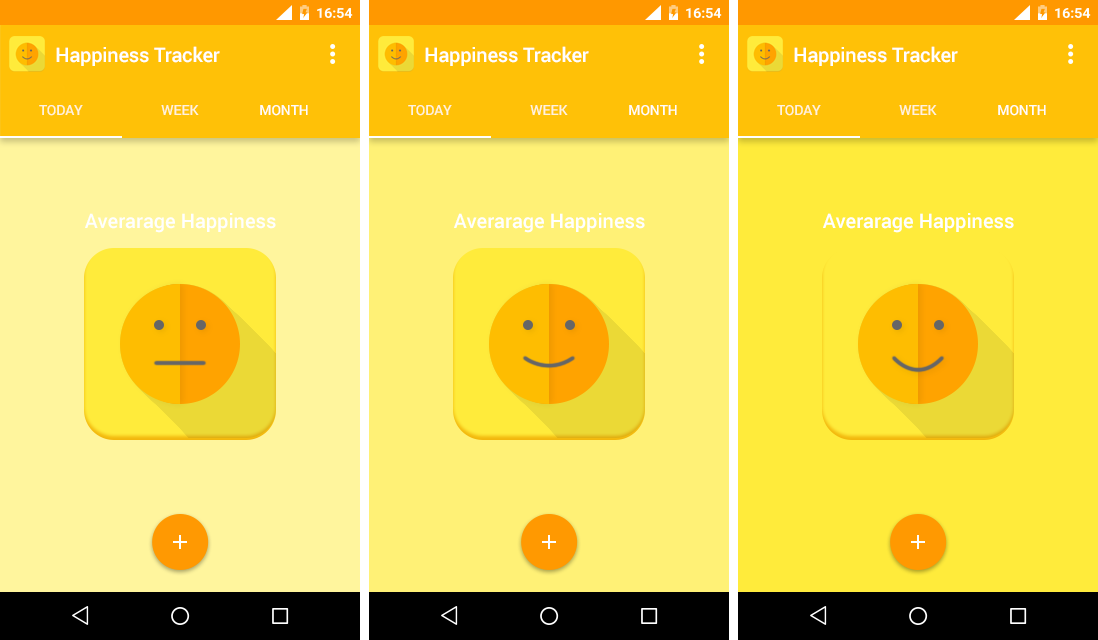 16:54
Happiness Tracker
TODAY WEEK MONTH
Averarage Happiness
+
16:54
Happiness Tracker
TODAY WEEK MONTH
Averarage Happiness
+
16:54
Happiness Tracker
TODAY WEEK MONTH
Averarage Happiness
+